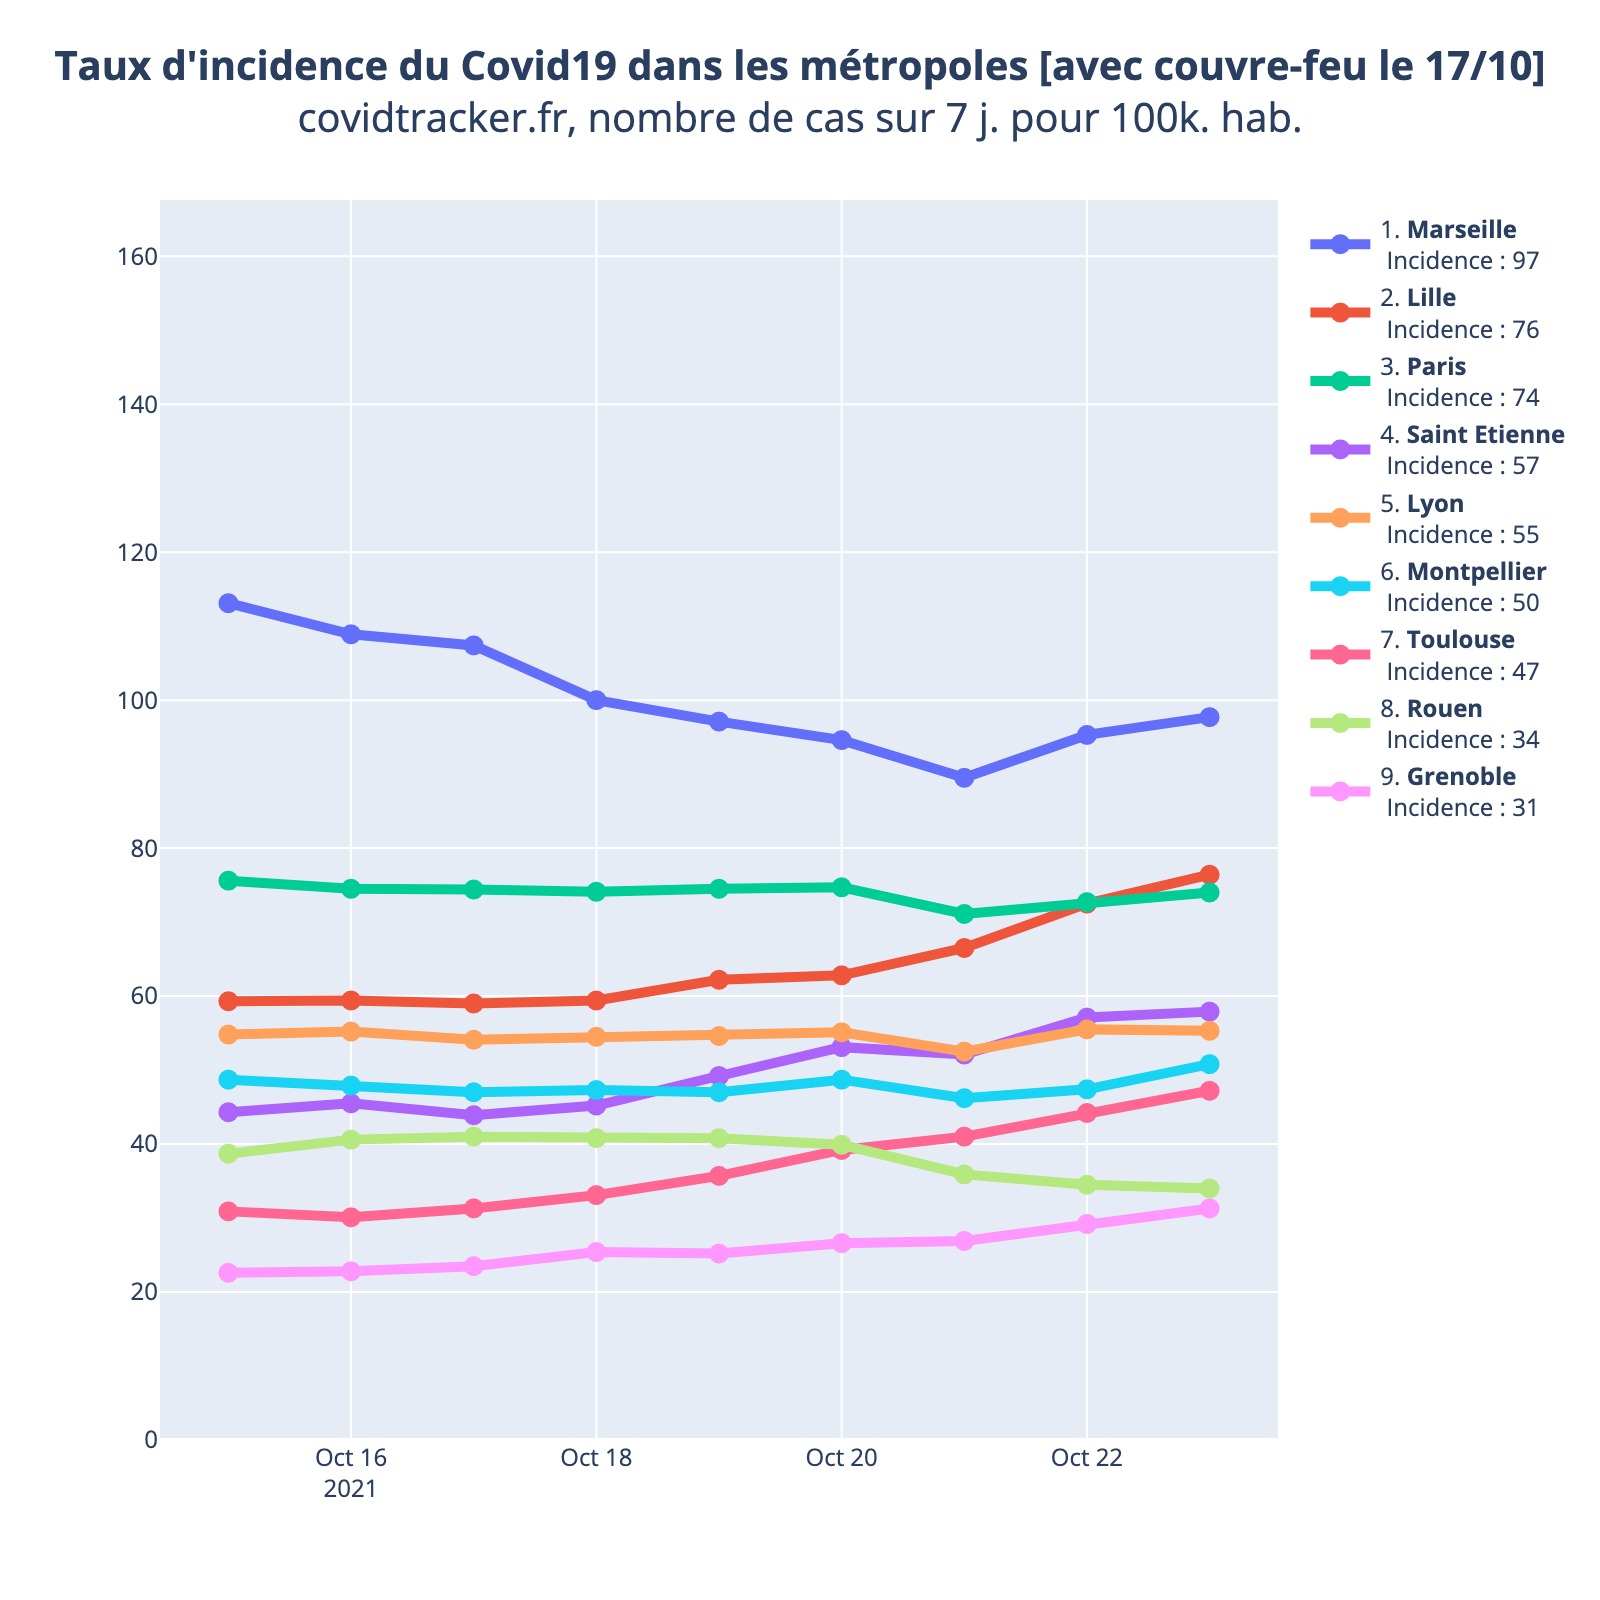 Taux d'incidence du Covid19 dans les métropoles [avec couvre-feu le 17/10]
covidtracker.fr, nombre de cas sur 7 j. pour 100k. hab.
160
140
120
100
80
60
40
20
0
Oct 16
2021
Oct 18
Oct 20
Oct 22
1. Marseille
Incidence : 97
2. Lille
Incidence : 76
3. Paris
Incidence : 74
4. Saint Etienne
Incidence : 57
5. Lyon
Incidence : 55
6. Montpellier
Incidence : 50
7. Toulouse
Incidence : 47
8. Rouen
Incidence : 34
9. Grenoble
Incidence : 31